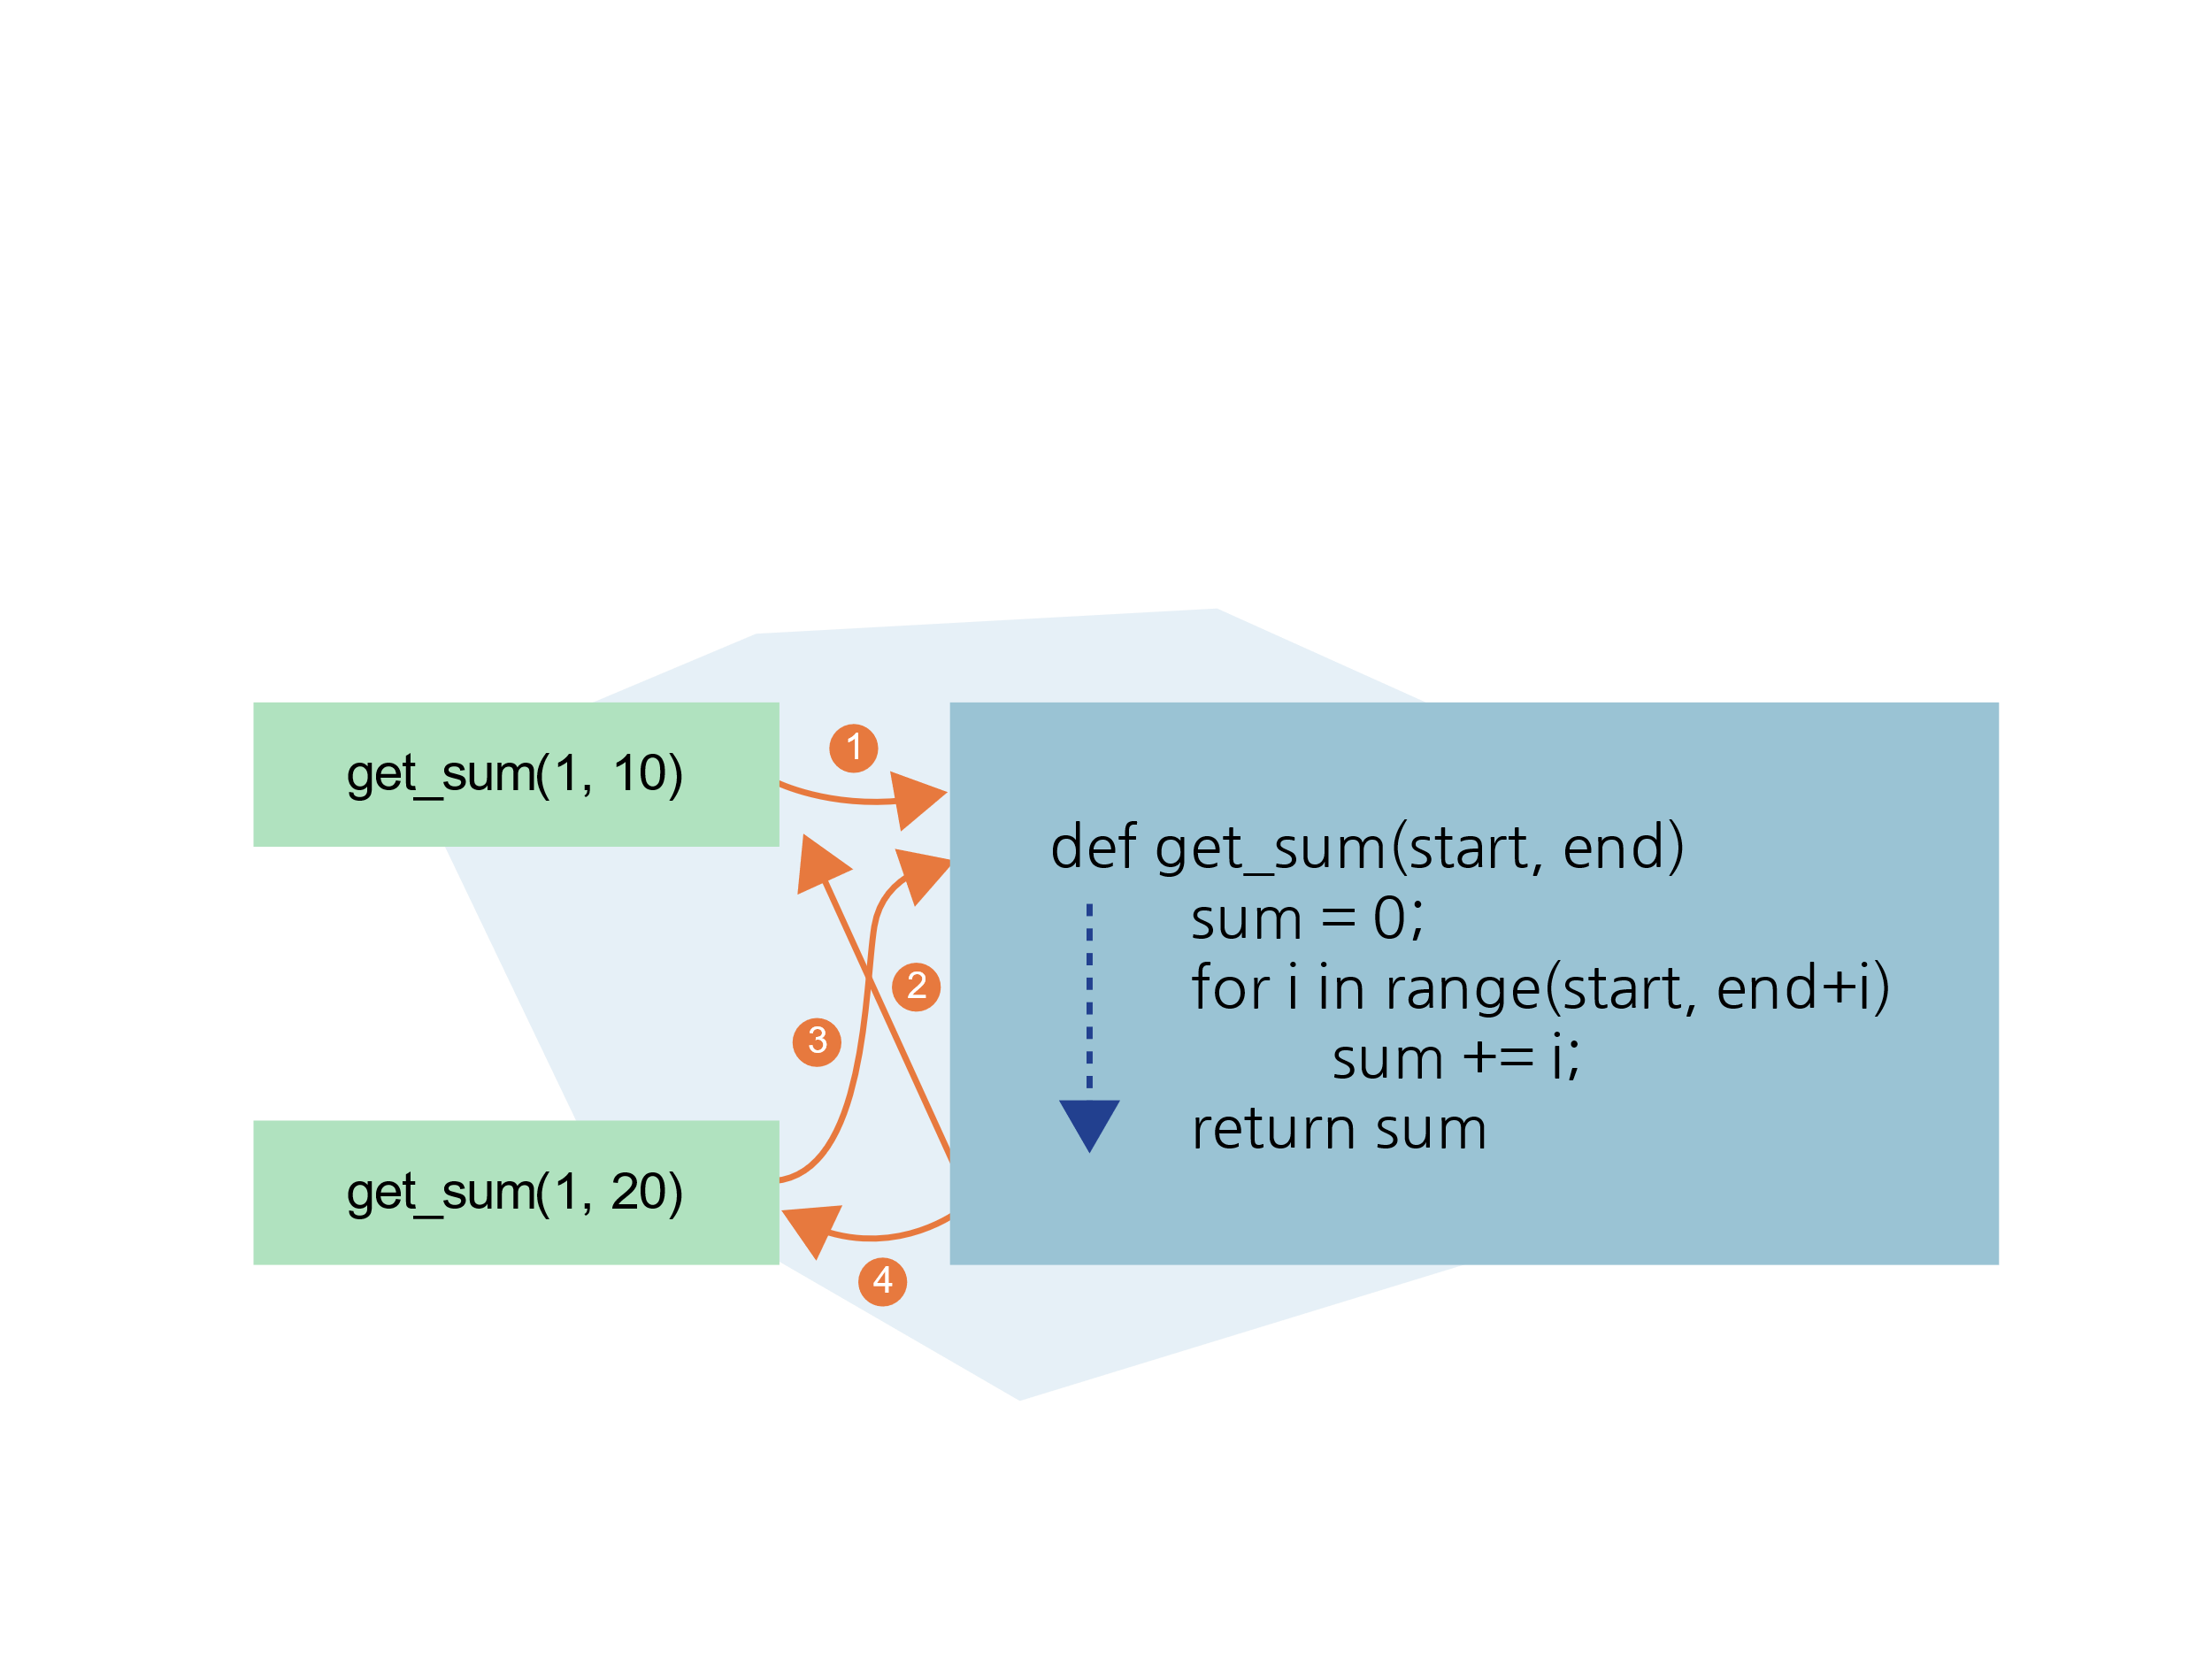 get_sum(1, 10)
1
def get_sum(start, end)
sum = 0;
for i in range(start, end+i)
sum += i;
return sum
2
3
get_sum(1, 20)
4